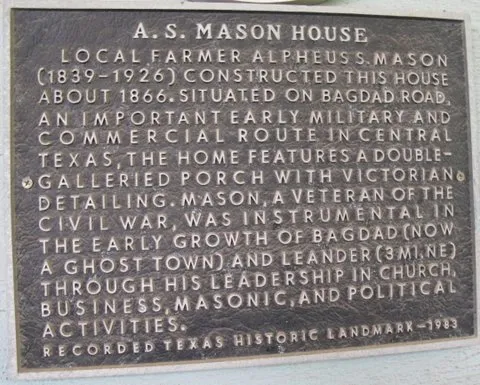 A. S. MASON HOUSE
LOCAL FARMER ALPHEUS S. MASON
(1839–1926) CONSTRUCTED THIS HOUSE
ABOUT 1866. SITUATED ON BAGDAD ROAD,
AN IMPORTANT EARLY MILITARY AND
COMMERCIAL ROUTE IN CENTRAL
TEXAS, THE HOME FEATURES A DOUBLE-
GALLERIED PORCH WITH VICTORIAN
DETAILING. MASON, A VETERAN OF THE
CIVIL WAR, WAS INSTRUMENTAL IN
THE EARLY GROWTH OF BAGDAD (NOW
A GHOST TOWN) AND LEANDER (3 MI. NE)
THROUGH HIS LEADERSHIP IN CHURCH,
BUSINESS, MASONIC, AND POLITICAL
ACTIVITIES.
RECORDED TEXAS HISTORIC LANDMARK–1983